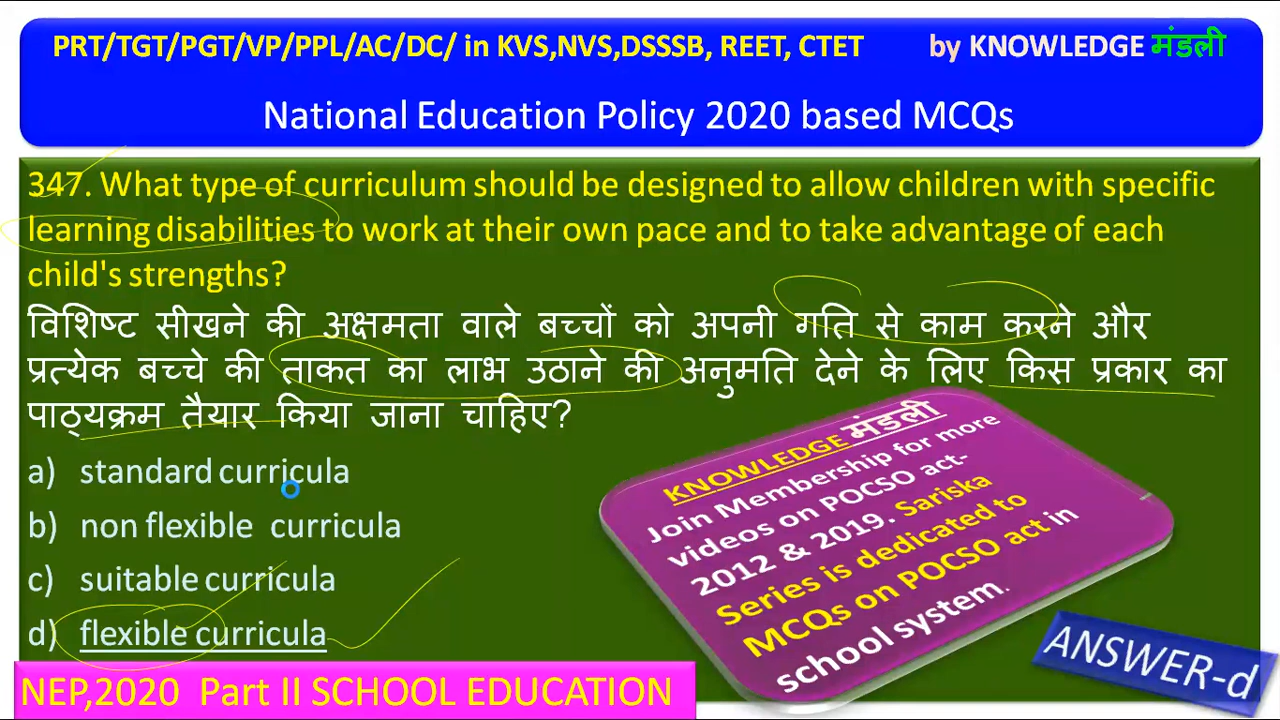 PRT/TGT/PGT/VP/PPL/AC/DC/ in KVS,NVS,DSSSB, REET, CTET by KNOWLEDGE मंडली
National Education Policy 2020 based MCQs
347. What type of curriculum should be designed to allow children with specific
learning disabilities to work at their own pace and to take advantage of each
child's strengths?
विशिष्ट सीखने की अक्षमता वाले बच्चों को अपनी गति से काम करने और
प्रत्येक बच्चे की ताकत का लाभ उठाने की अनुमति देने के लिए किस प्रकार का
पाठ्यक्रम तैयार किया जाना चाहिए?
a) standard curricula
b) non flexible curricula
c) suitable curricula
d) flexible curricula
KNOWLEDGE मंडली
Join Membership for more
videos on POCSO act-
2012 & 2019. Sariska
Series is dedicated to
MCQs on POCSO act in
school system.
ANSWER-d
NEP,2020 Part II SCHOOL EDUCATION